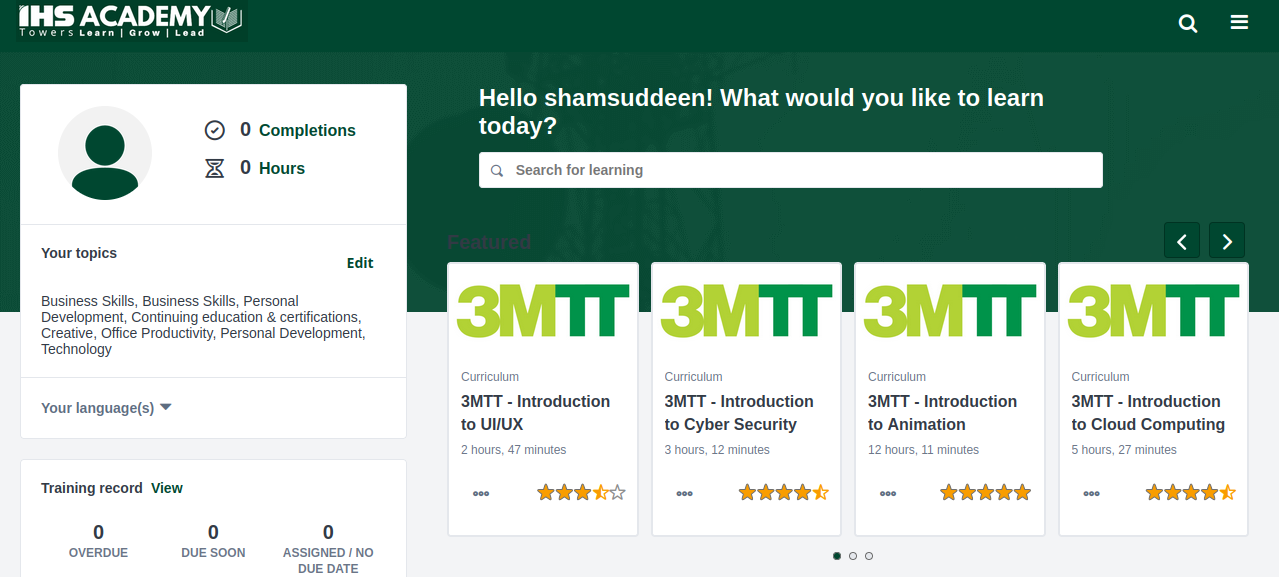 IHS ACADEMY
Towers Learn | Grow | Lead
Hello shamsuddeen! What would you like to learn
today?
Search for learning
0 Completions
0 Hours
Your topics
Edit
Business Skills, Business Skills, Personal
Development, Continuing education & certifications,
Creative, Office Productivity, Personal Development,
Technology
Your language(s)
Training record View
0
OVERDUE
0
DUE SOON
0
ASSIGNED / NO
DUE DATE
Featured
3MTT
Curriculum
3MTT - Introduction
to UI/UX
2 hours, 47 minutes
3MTT
Curriculum
3MTT - Introduction
to Cyber Security
3 hours, 12 minutes
3MTT
Curriculum
3MTT - Introduction
to Animation
12 hours, 11 minutes
3MTT
Curriculum
3MTT - Introduction
to Cloud Computing
5 hours, 27 minutes